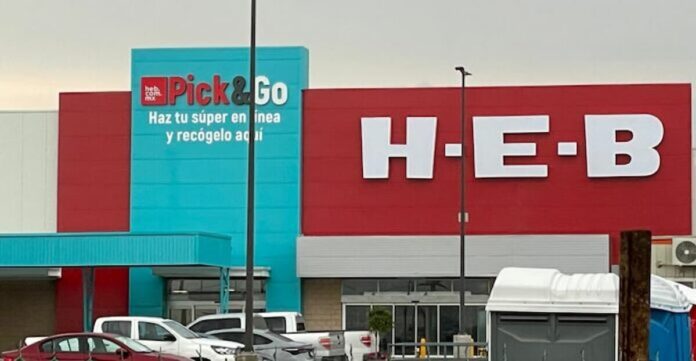 heb.
com.
mx
Pick&Go
Haz tu súper en línea
y recógelo aquí
H-E-B